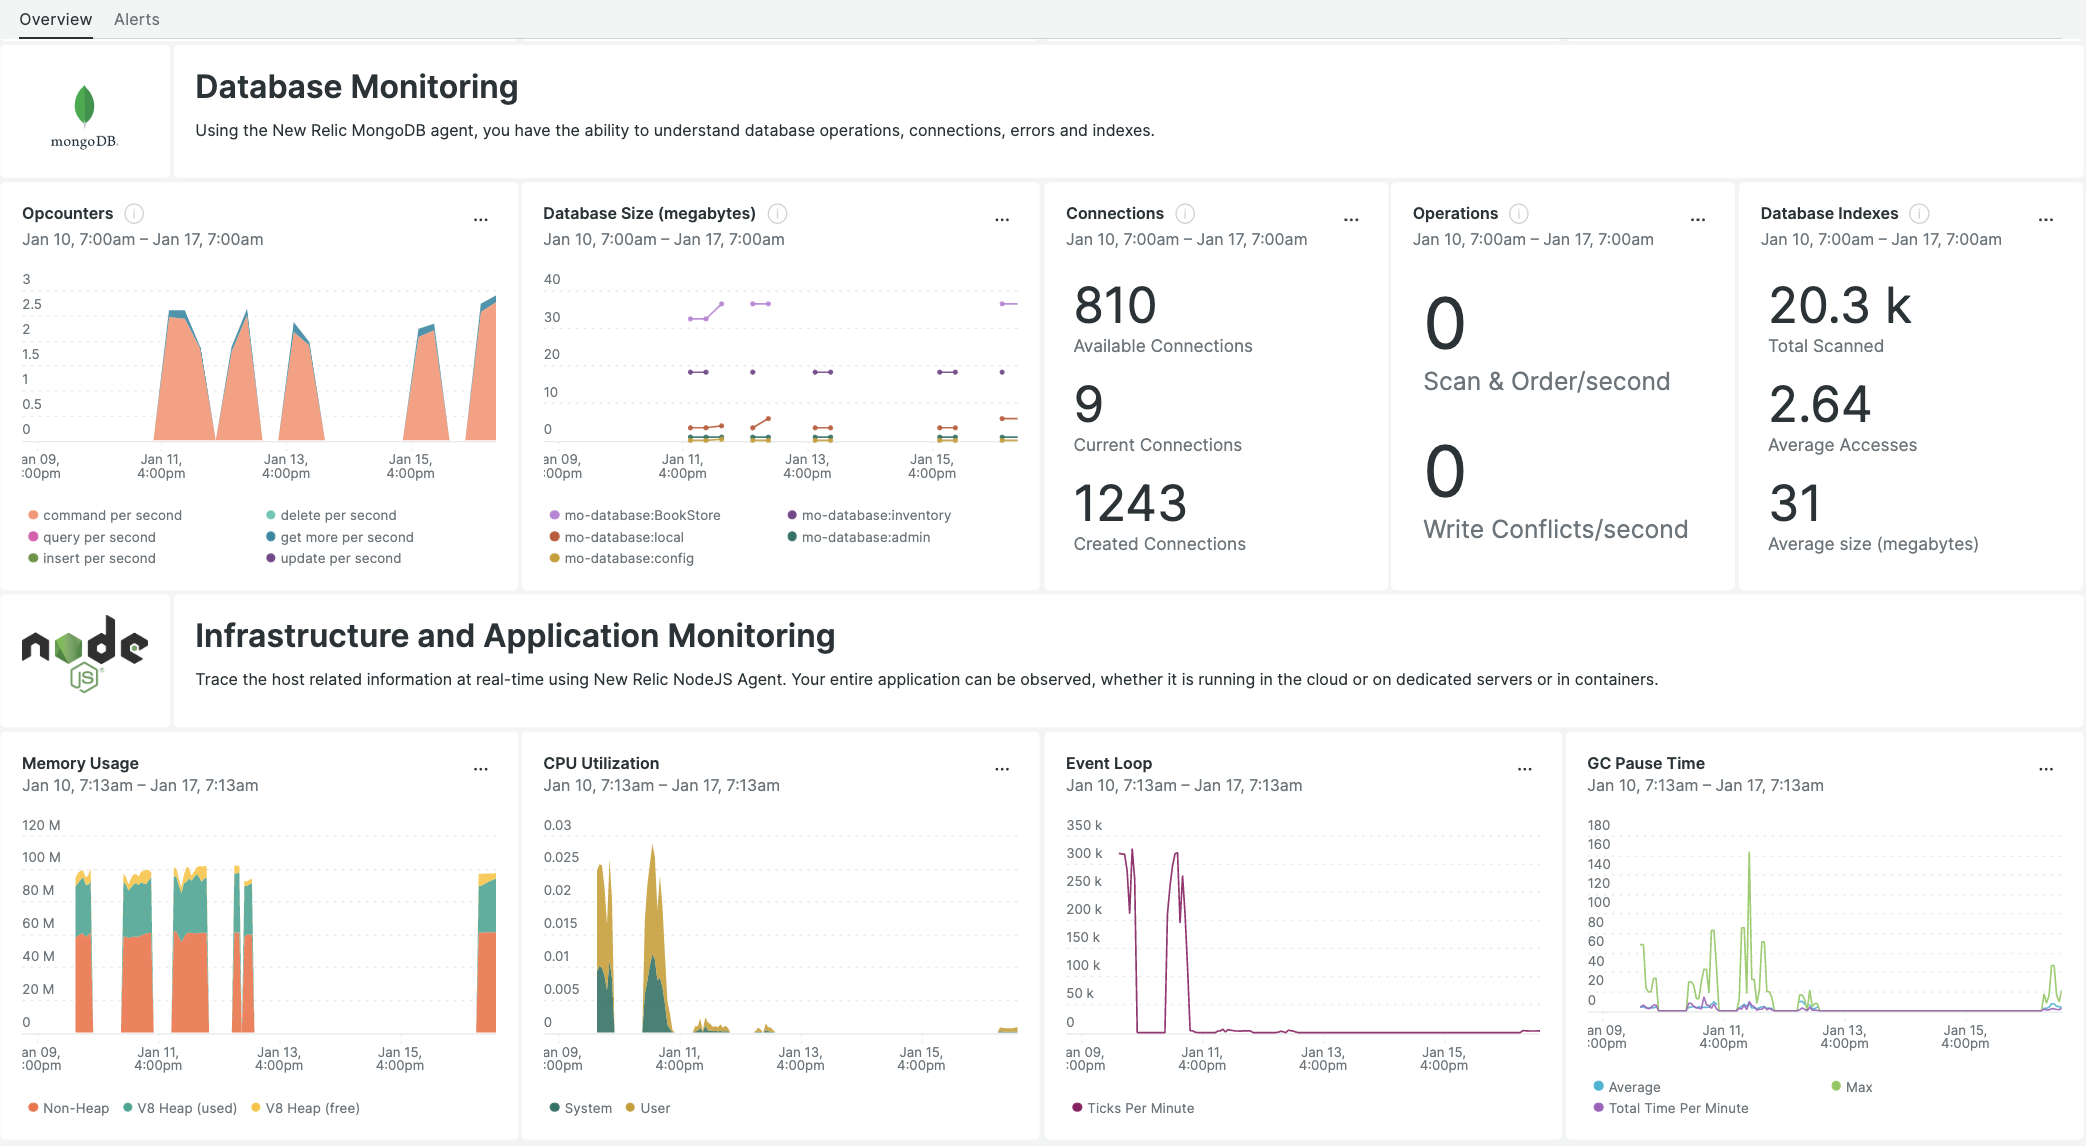 Overview Alerts
mongoDB.
Database Monitoring
Using the New Relic MongoDB agent, you have the ability to understand database operations, connections, errors and indexes.
Opcounters
Jan 10, 7:00am – Jan 17, 7:00am
3
2.5
2
1.5
1
0.5
0
an 09, Jan 11, Jan 13, Jan 15,
:00pm 4:00pm 4:00pm 4:00pm
command per second delete per second
query per second get more per second
insert per second update per second
Database Size (megabytes)
Jan 10, 7:00am – Jan 17, 7:00am
40
30
20
10
0
an 09, Jan 11, Jan 13, Jan 15,
:00pm 4:00pm 4:00pm 4:00pm
mo-database:BookStore mo-database:inventory
mo-database:local mo-database:admin
mo-database:config
Connections
Jan 10, 7:00am – Jan 17, 7:00am
810
Available Connections
9
Current Connections
1243
Created Connections
Operations
Jan 10, 7:00am – Jan 17, 7:00am
0
Scan & Order/second
0
Write Conflicts/second
Database Indexes
Jan 10, 7:00am – Jan 17, 7:00am
20.3 k
Total Scanned
2.64
Average Accesses
31
Average size (megabytes)
node
JS
Infrastructure and Application Monitoring
Trace the host related information at real-time using New Relic NodeJS Agent. Your entire application can be observed, whether it is running in the cloud or on dedicated servers or in containers.
Memory Usage
Jan 10, 7:13am – Jan 17, 7:13am
120 M
100 M
80 M
60 M
40 M
20 M
0
an 09, Jan 11, Jan 13, Jan 15,
:00pm 4:00pm 4:00pm 4:00pm
Non-Heap V8 Heap (used) V8 Heap (free)
CPU Utilization
Jan 10, 7:13am – Jan 17, 7:13am
0.03
0.025
0.02
0.015
0.01
0.005
0
an 09, Jan 11, Jan 13, Jan 15,
:00pm 4:00pm 4:00pm 4:00pm
System User
Event Loop
Jan 10, 7:13am – Jan 17, 7:13am
350 k
300 k
250 k
200 k
150 k
100 k
50 k
0
an 09, Jan 11, Jan 13, Jan 15,
:00pm 4:00pm 4:00pm 4:00pm
Ticks Per Minute
GC Pause Time
Jan 10, 7:13am – Jan 17, 7:13am
180
160
140
120
100
80
60
40
20
0
an 09, Jan 11, Jan 13, Jan 15,
:00pm 4:00pm 4:00pm 4:00pm
Average Max
Total Time Per Minute